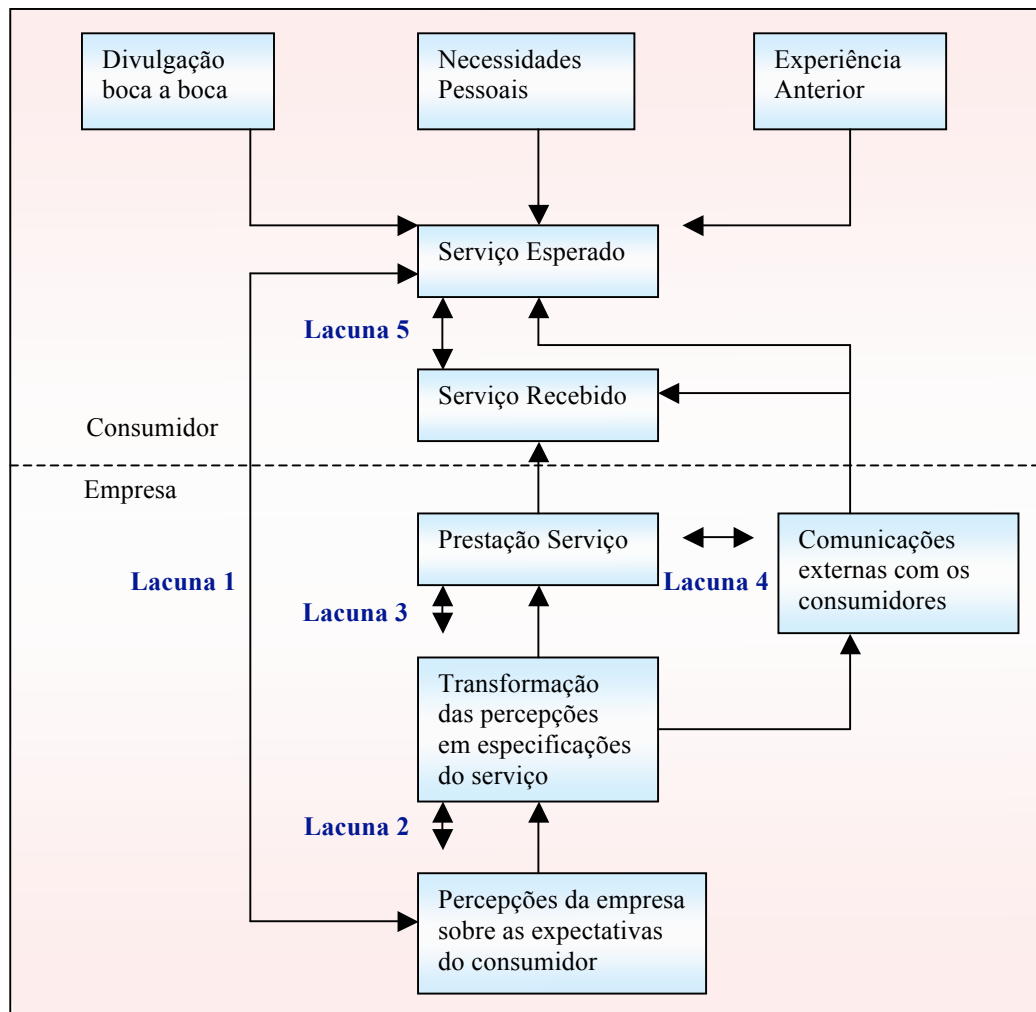 Divulgação
boca a boca
Necessidades
Pessoais
Experiência
Anterior
Serviço Esperado
Lacuna 5
Serviço Recebido
Consumidor
Empresa
Prestação Serviço
Comunicações
externas com os
consumidores
Lacuna 1
Lacuna 4
Lacuna 3
Transformação
das percepções
em especificações
do serviço
Lacuna 2
Percepções da empresa
sobre as expectativas
do consumidor